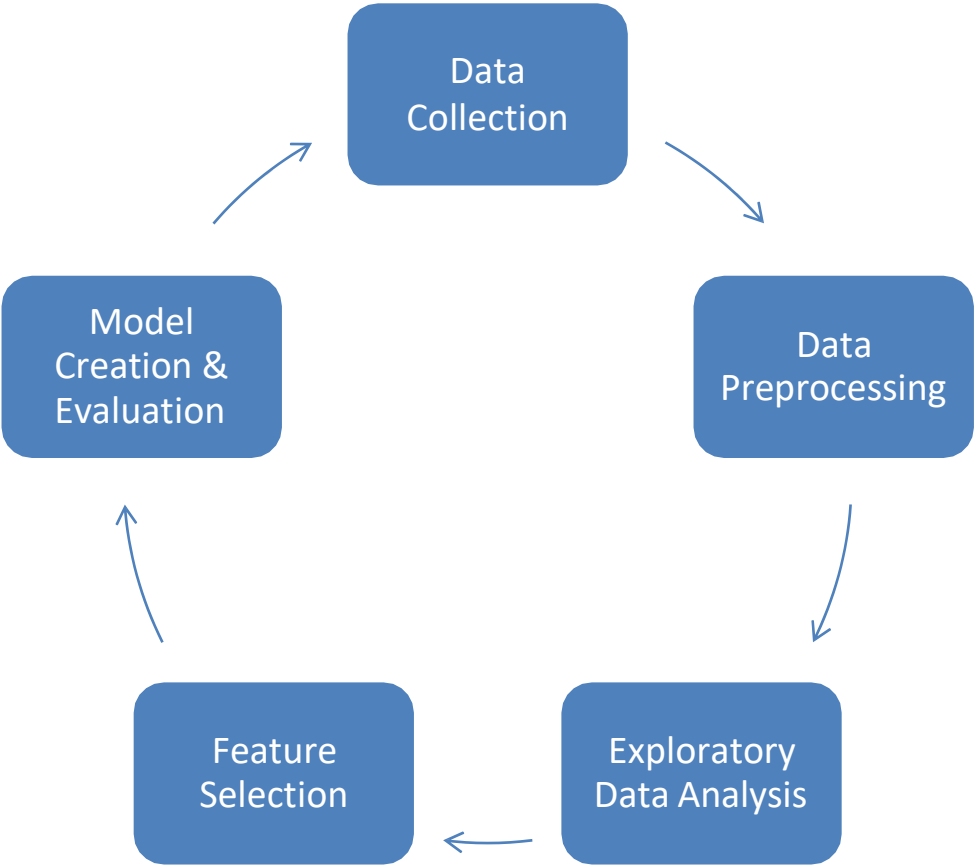 Data
Collection
Data
Preprocessing
Exploratory
Data Analysis
Feature
Selection
Model
Creation &
Evaluation